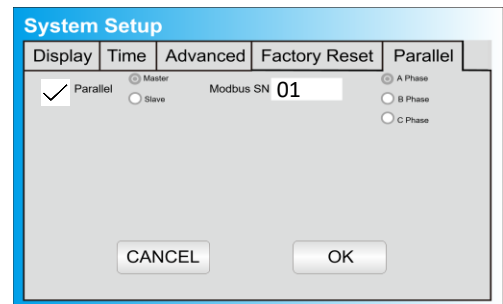 System Setup
Display Time Advanced Factory Reset Parallel
Parallel Master Modbus SN 01 A Phase
Slave B Phase
C Phase
CANCEL OK